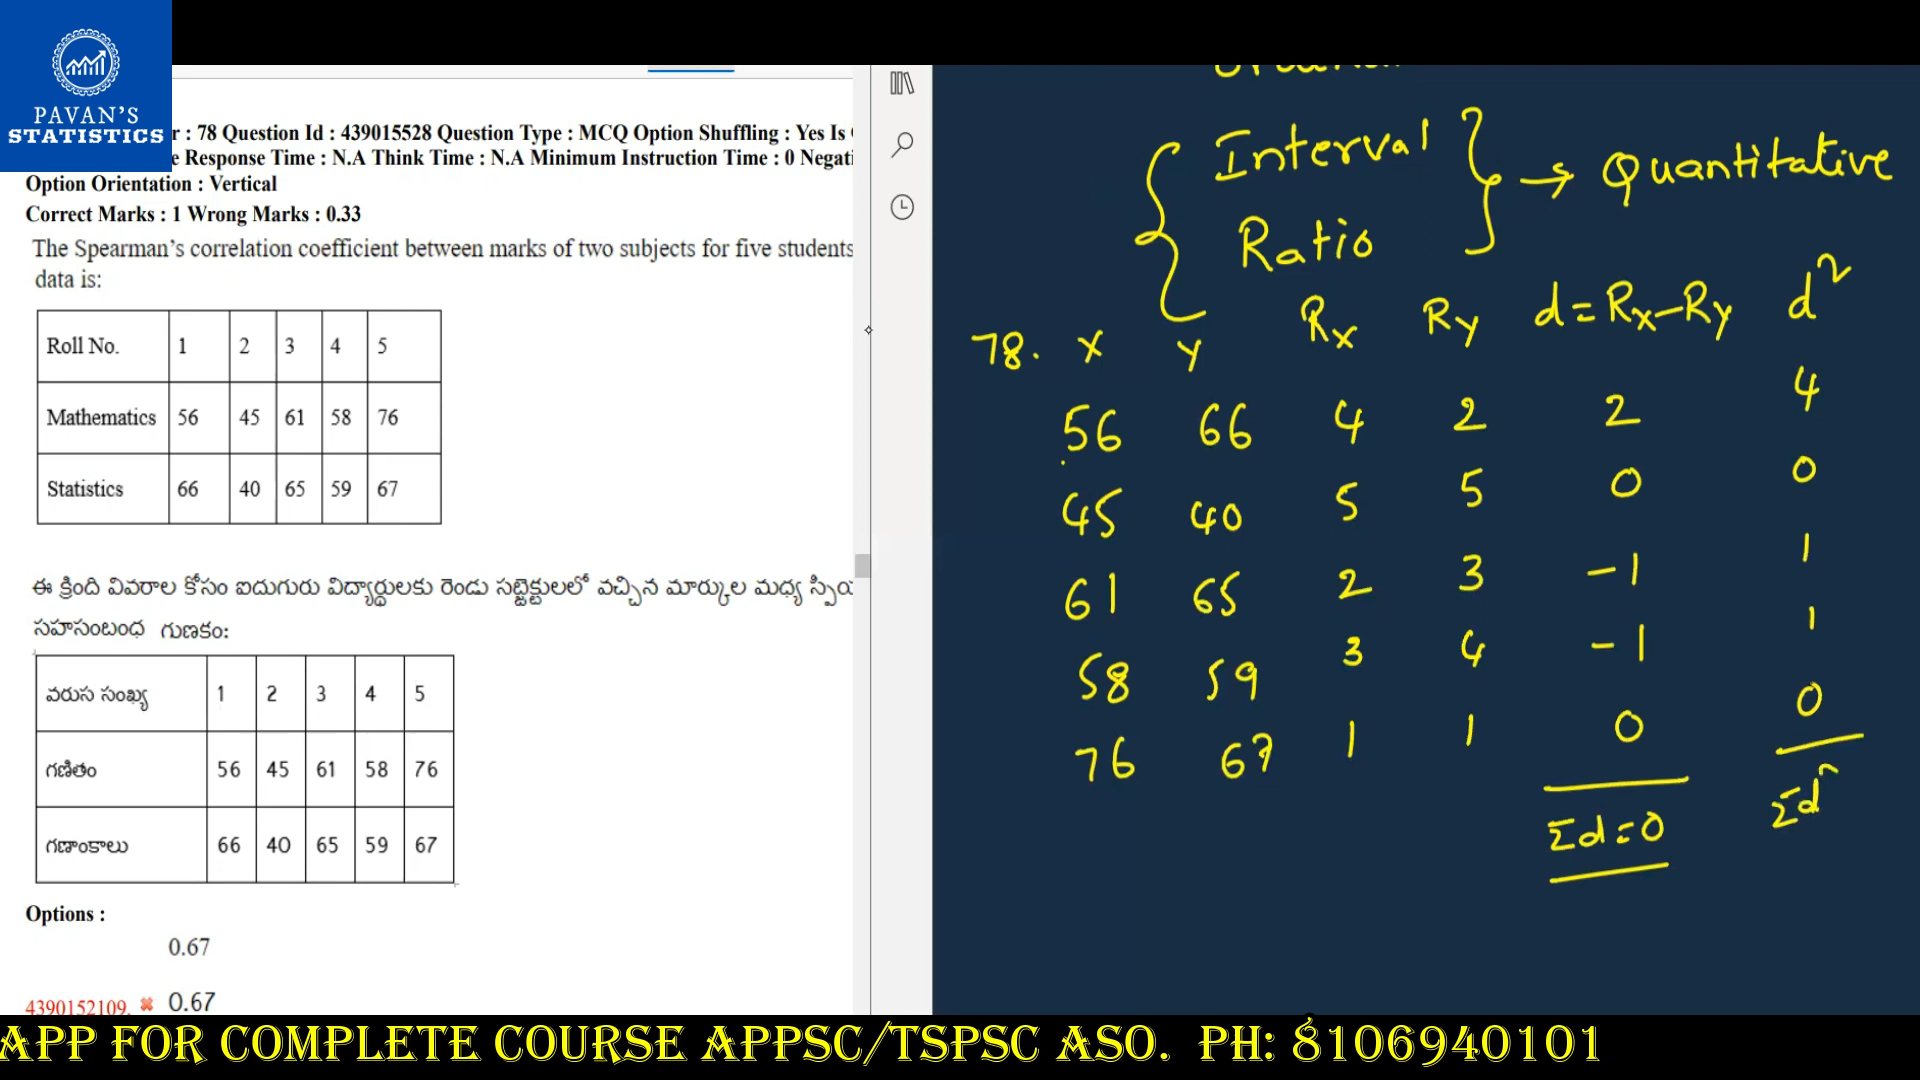 PAVAN'S
STATISTICS
r : 78 Question Id : 439015528 Question Type : MCQ Option Shuffling : Yes Is
e Response Time : N.A Think Time : N.A Minimum Instruction Time : 0 Negati
Option Orientation : Vertical
Correct Marks : 1 Wrong Marks : 0.33
The Spearman's correlation coefficient between marks of two subjects for five students
data is:
Roll No. 1 2 3 4 5
Mathematics 56 45 61 58 76
Statistics 66 40 65 59 67
ఈ క్రింది వివరాల కోసం ఐదుగురు విద్యార్థులకు రెండు సబ్జెక్టులలో వచ్చిన మార్కుల మధ్య స్పియ
సహసంబంధ గుణకం:
వరుస సంఖ్య 1 2 3 4 5
గణితం 56 45 61 58 76
గణాంకాలు 66 40 65 59 67
Options :
0.67
4390152109. ✖ 0.67
Interval
Ratio
→ Quantitative
78. X Y Rx Ry d = Rx-Ry d²
56 66 4 2 2 4
45 40 5 5 0 0
61 65 2 3 -1 1
58 59 3 4 -1 1
76 67 1 1 0 0
Σd=0 Σd²
APP FOR COMPLETE COURSE APPSC/TSPSC ASO. PH: 8106940101